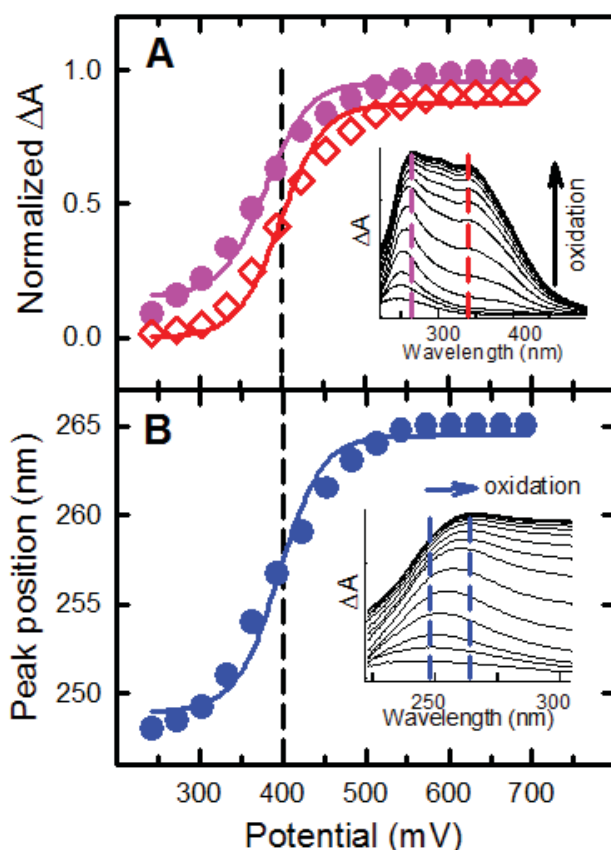 A
1.0
0.5
0.0
Normalized ΔA
ΔA
oxidation
300 400
Wavelength (nm)
B
265
260
255
250
Peak position (nm)
oxidation
ΔA
250 300
Wavelength (nm)
300 400 500 600 700
Potential (mV)